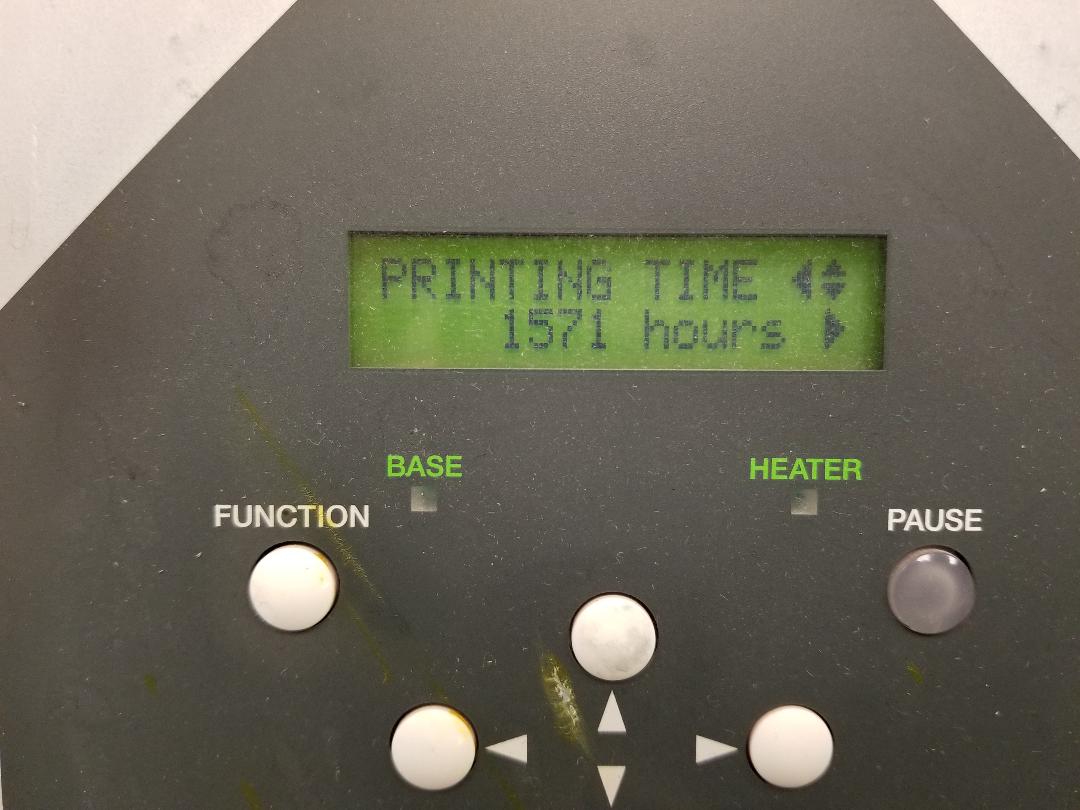 PRINTING TIME
1571 hours
BASE
HEATER
FUNCTION
PAUSE